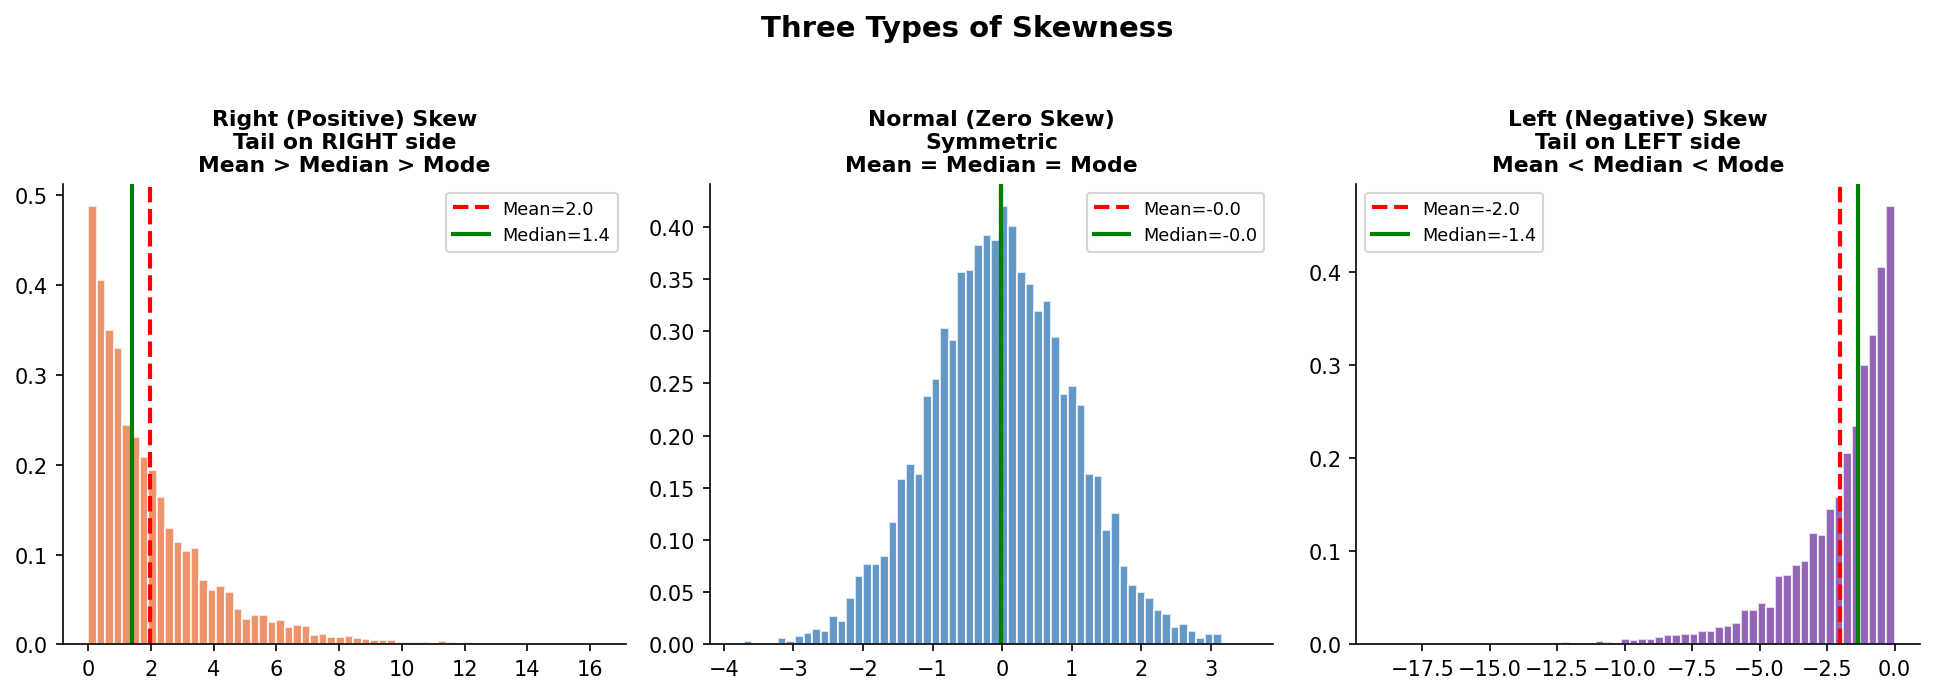 Three Types of Skewness
Right (Positive) Skew
Tail on RIGHT side
Mean > Median > Mode
Mean=2.0
Median=1.4
0.5
0.4
0.3
0.2
0.1
0.0
0 2 4 6 8 10 12 14 16
Normal (Zero Skew)
Symmetric
Mean = Median = Mode
Mean=-0.0
Median=-0.0
0.40
0.35
0.30
0.25
0.20
0.15
0.10
0.05
0.00
−4 −3 −2 −1 0 1 2 3
Left (Negative) Skew
Tail on LEFT side
Mean < Median < Mode
Mean=-2.0
Median=-1.4
0.4
0.3
0.2
0.1
0.0
−17.5 −15.0 −12.5 −10.0 −7.5 −5.0 −2.5 0.0